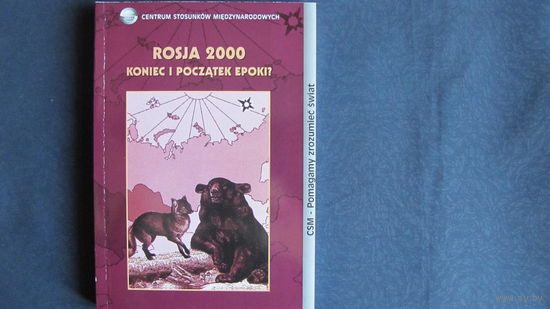 CENTRUM STOSUNKÓW MIĘDZYNARODOWYCH
ROSJA 2000
KONIEC I POCZĄTEK EPOKI?
CSM - Pomagamy zrozumieć świat